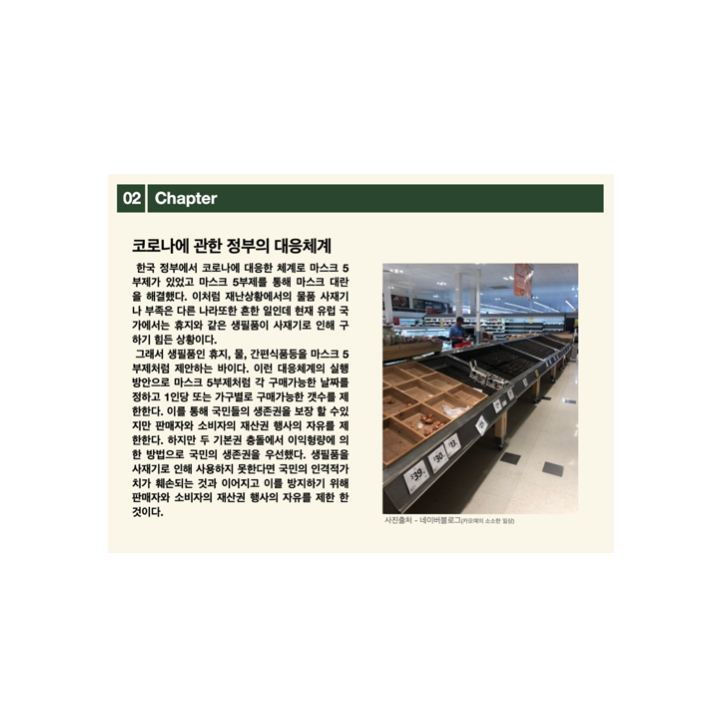 02 Chapter
코로나에 관한 정부의 대응체계
한국 정부에서 코로나에 대응한 체계로 마스크 5
부제가 있었고 마스크 5부제를 통해 마스크 대란
을 해결했다. 이처럼 재난상황에서의 물품 사재기
나 부족은 다른 나라또한 흔한 일인데 현재 유럽 국
가에서는 휴지와 같은 생필품이 사재기로 인해 구
하기 힘든 상황이다.
그래서 생필품인 휴지, 물, 간편식품등을 마스크 5
부제처럼 제안하는 바이다. 이런 대응체계의 실행
방안으로 마스크 5부제처럼 각 구매가능한 날짜를
정하고 1인당 또는 가구별로 구매가능한 갯수를 제
한한다. 이를 통해 국민들의 생존권을 보장 할 수있
지만 판매자와 소비자의 재산권 행사의 자유를 제
한한다. 하지만 두 기본권 충돌에서 이익형량에 의
한 방법으로 국민의 생존권을 우선했다. 생필품을
사재기로 인해 사용하지 못한다면 국민의 인격적가
치가 훼손되는 것과 이어지고 이를 방지하기 위해
판매자와 소비자의 재산권 행사의 자유를 제한 한
것이다.
사진출처 - 네이버블로그(카요메의 소소한 일상)